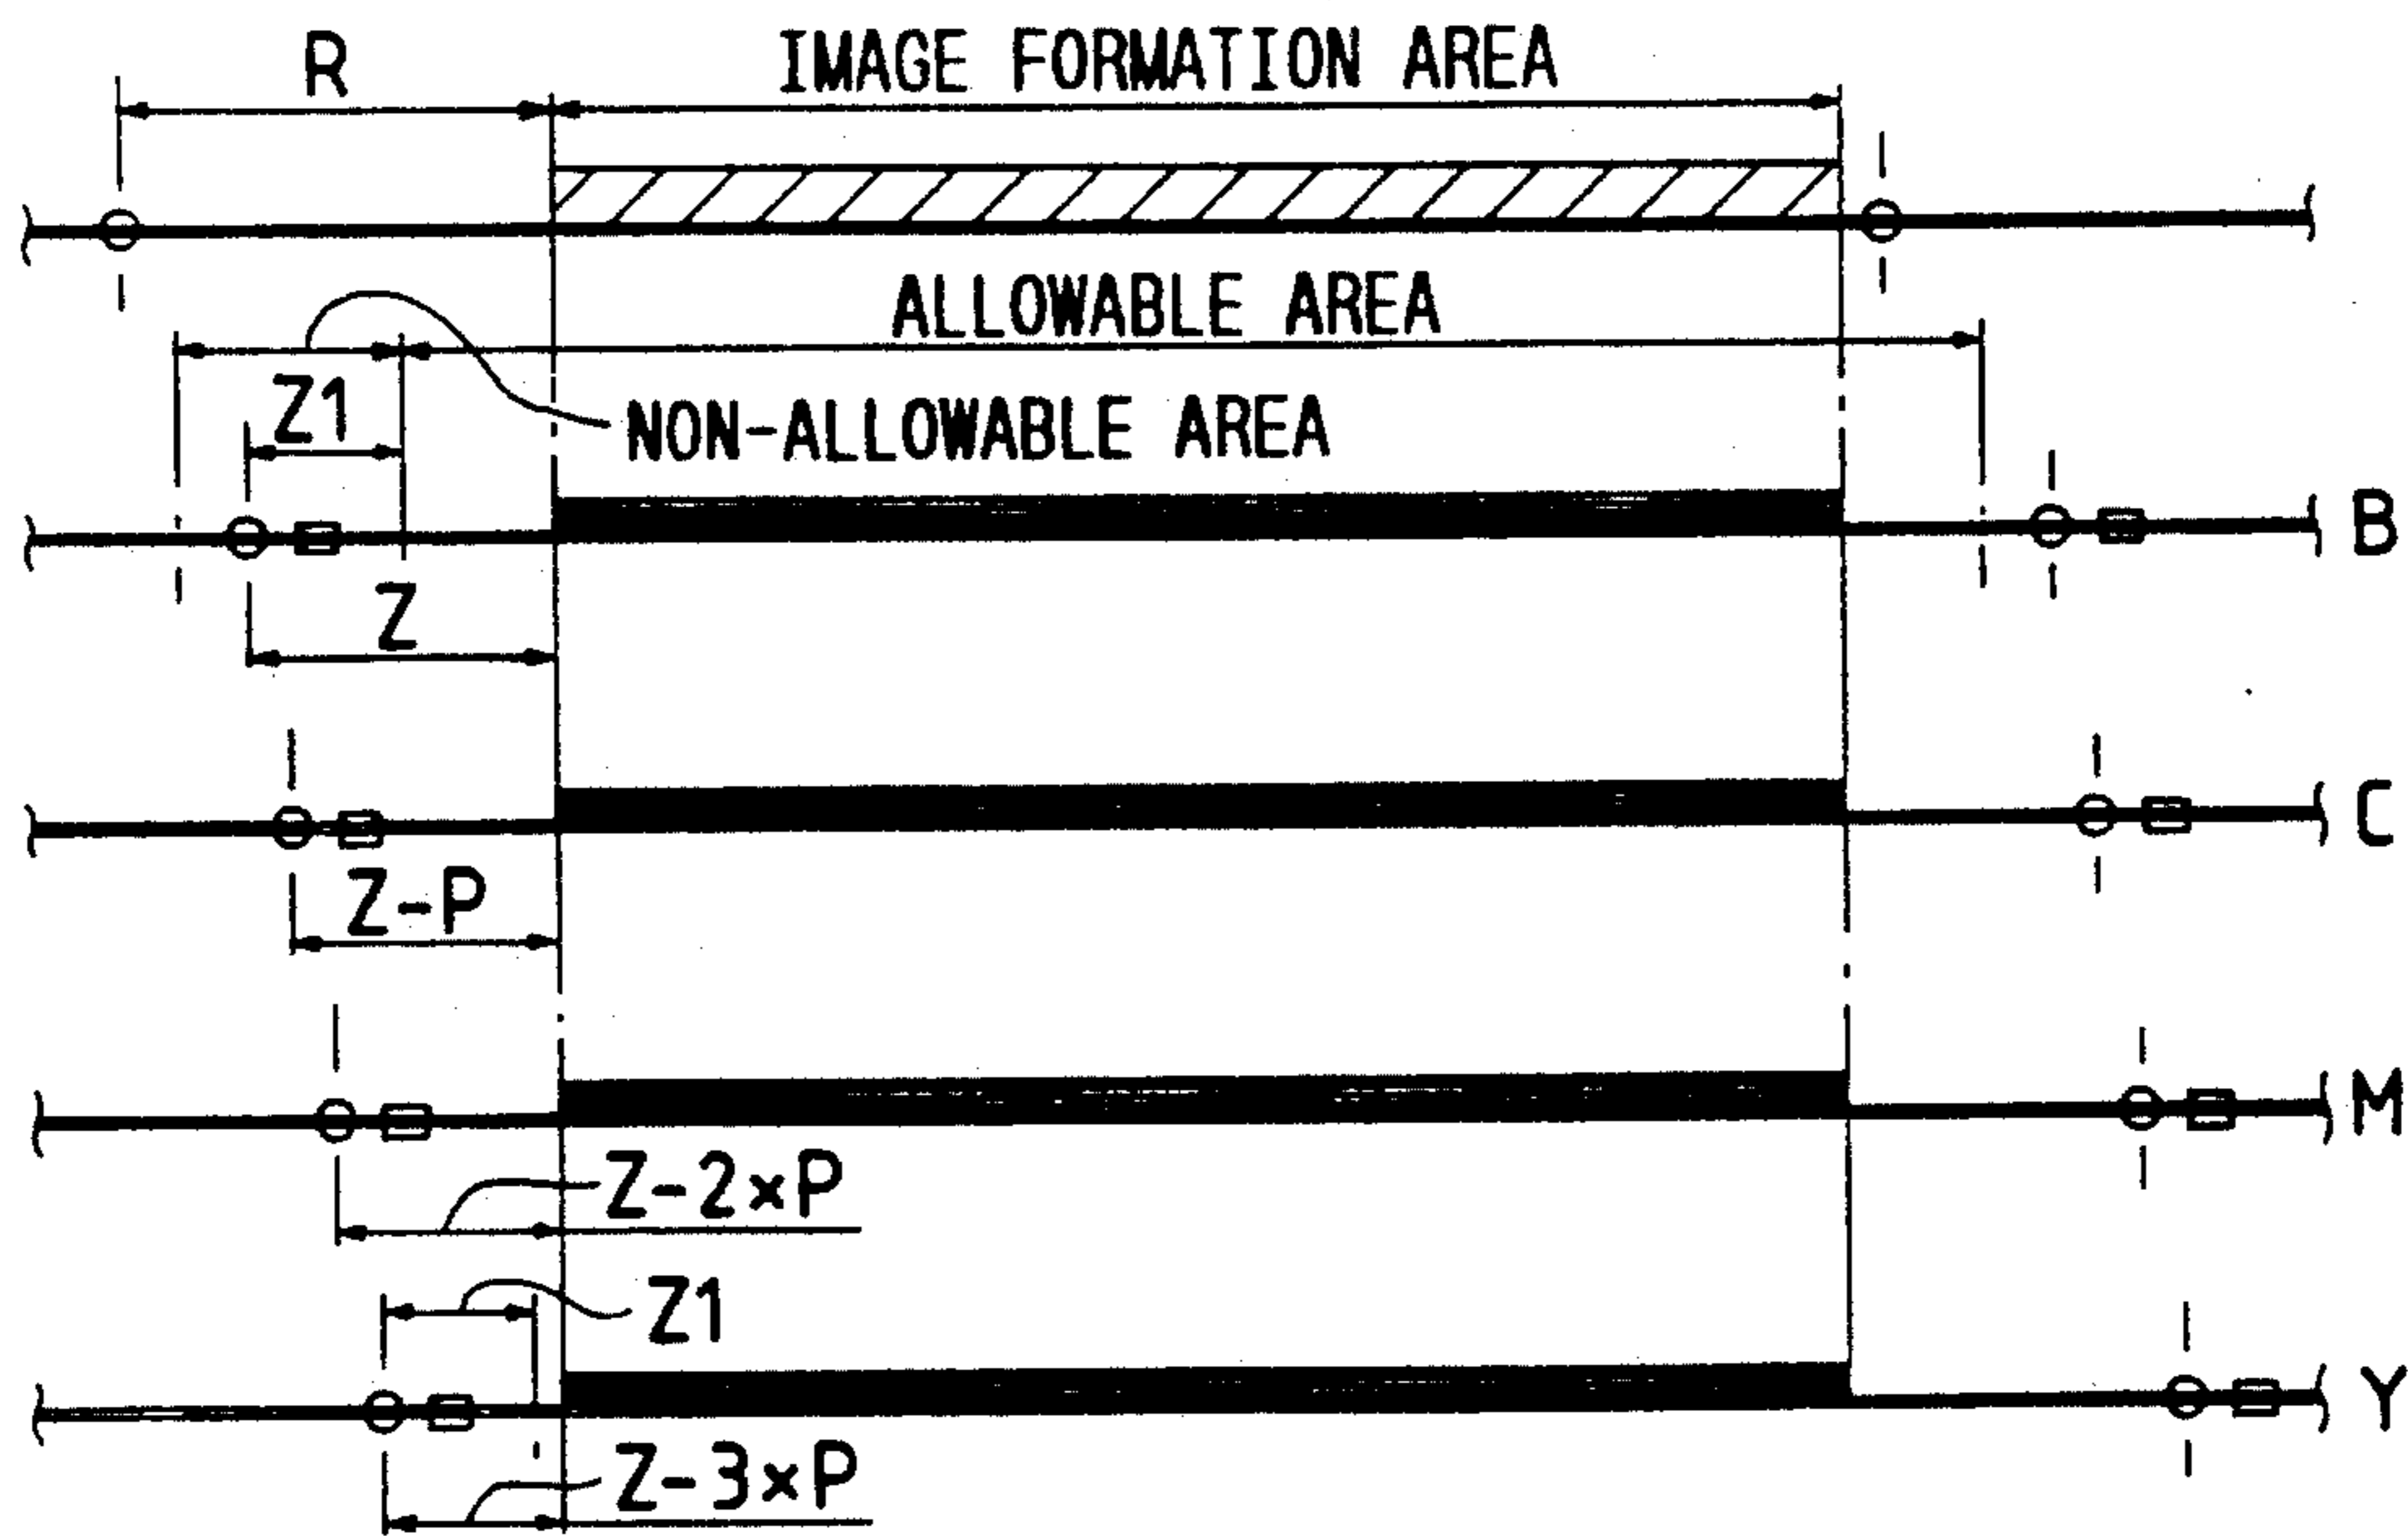 R
IMAGE FORMATION AREA
ALLOWABLE AREA
Z1
NON-ALLOWABLE AREA
B
Z
C
Z-P
M
Z-2×P
Z1
Y
Z-3×P